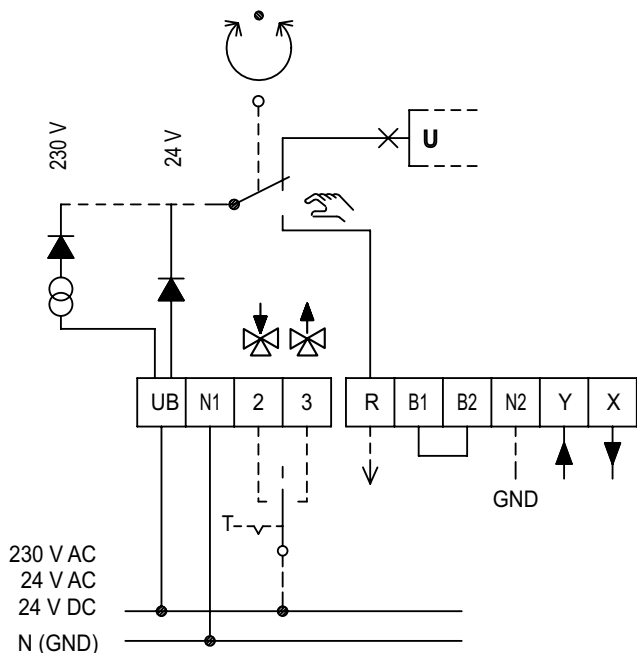 230 V
24 V
U
UB N1 2 3 R B1 B2 N2 Y X
GND
T
230 V AC
24 V AC
24 V DC
N (GND)